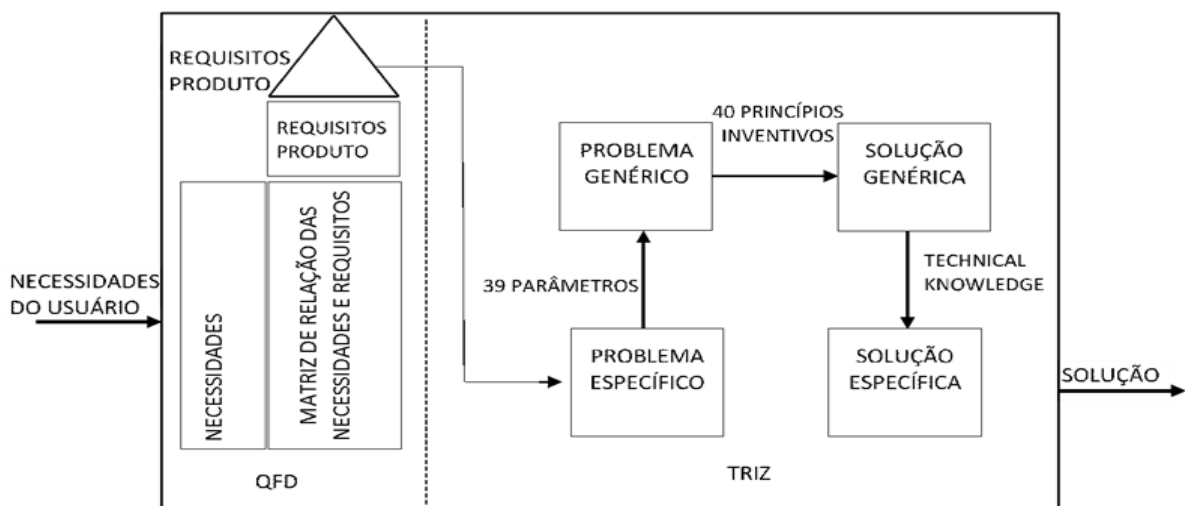 NECESSIDADES
DO USUÁRIO
REQUISITOS
PRODUTO
REQUISITOS
PRODUTO
NECESSIDADES
MATRIZ DE RELAÇÃO DAS
NECESSIDADES E REQUISITOS
QFD
PROBLEMA
ESPECÍFICO
39 PARÂMETROS
PROBLEMA
GENÉRICO
40 PRINCÍPIOS
INVENTIVOS
SOLUÇÃO
GENÉRICA
TECHNICAL
KNOWLEDGE
SOLUÇÃO
ESPECÍFICA
TRIZ
SOLUÇÃO